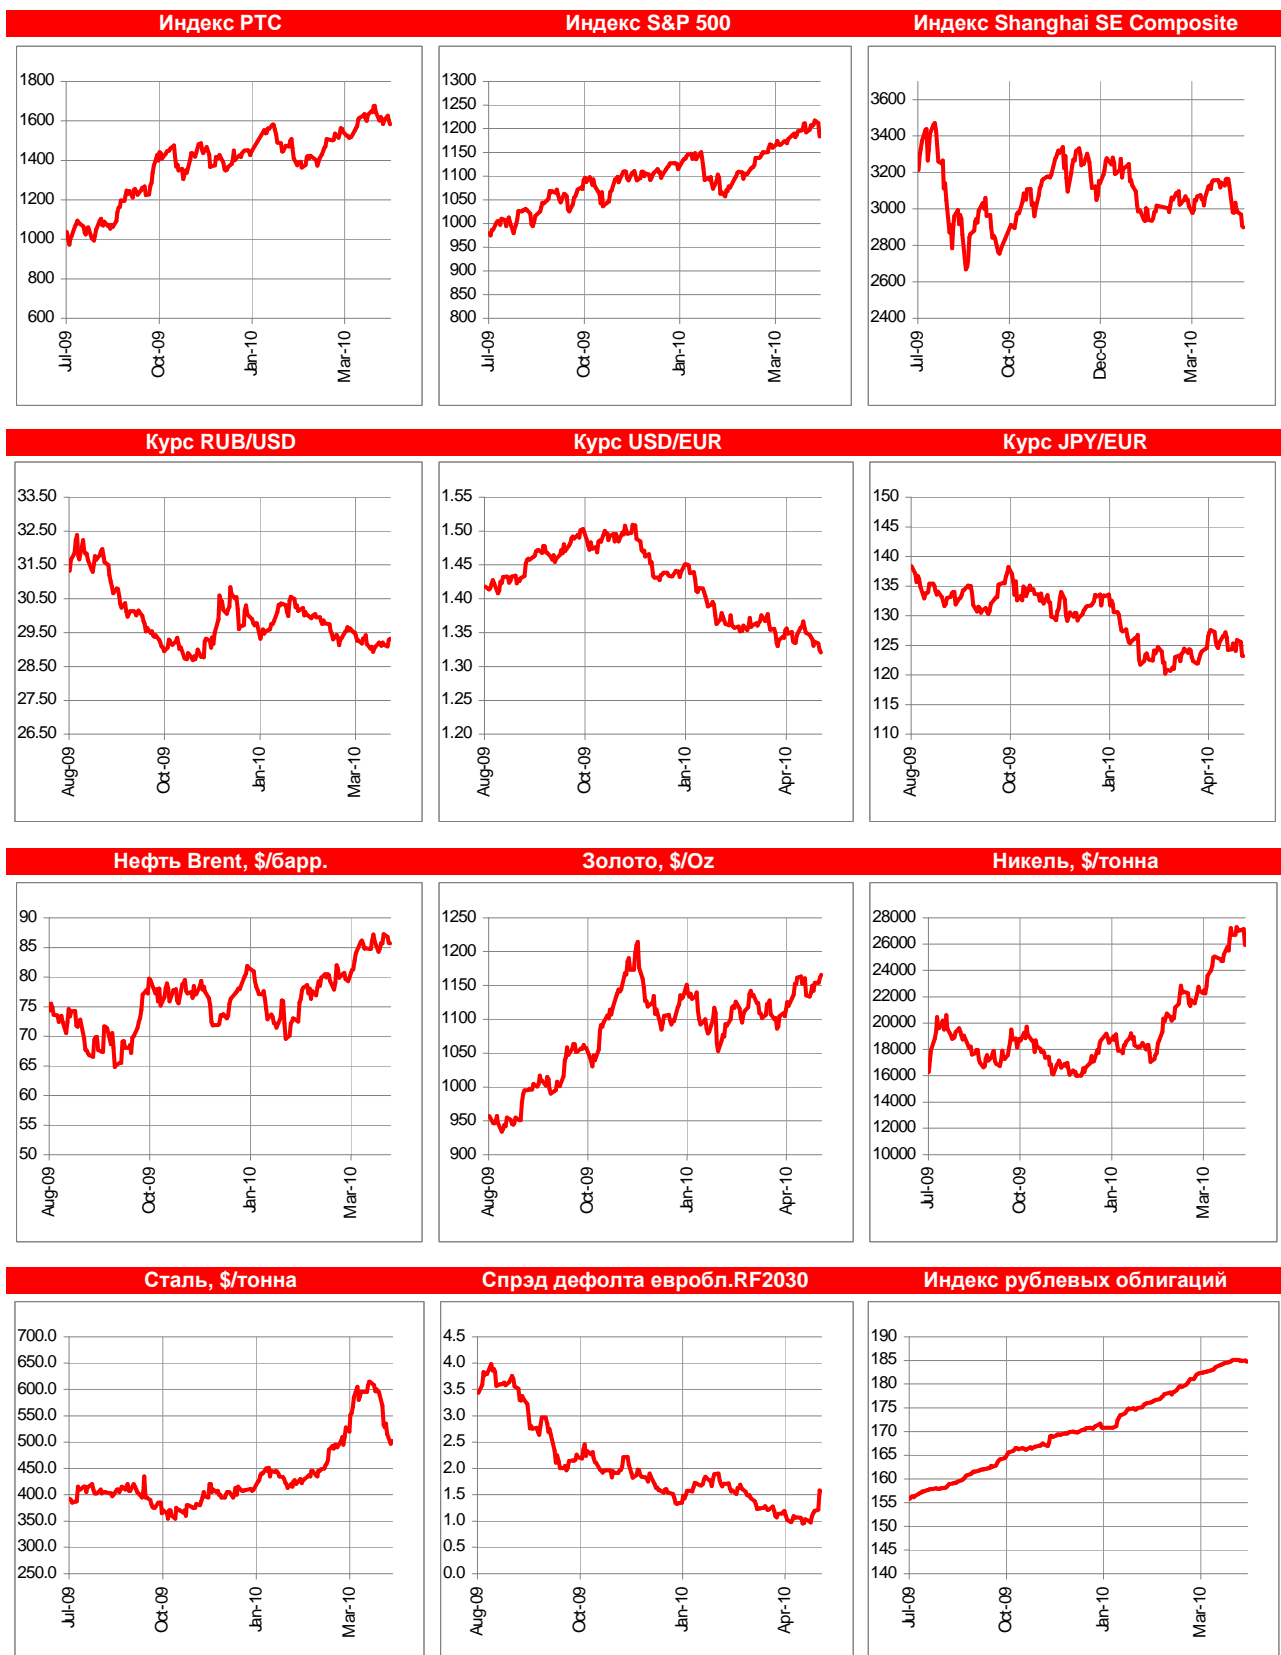 Индекс РТС
1800
1600
1400
1200
1000
800
600
Jul-09
Oct-09
Jan-10
Mar-10
Индекс S&P 500
1300
1250
1200
1150
1100
1050
1000
950
900
850
800
Jul-09
Oct-09
Jan-10
Mar-10
Индекс Shanghai SE Composite
3600
3400
3200
3000
2800
2600
2400
Jul-09
Oct-09
Dec-09
Mar-10
Курс RUB/USD
33.50
32.50
31.50
30.50
29.50
28.50
27.50
26.50
Aug-09
Oct-09
Jan-10
Mar-10
Курс USD/EUR
1.55
1.50
1.45
1.40
1.35
1.30
1.25
1.20
Aug-09
Oct-09
Jan-10
Apr-10
Курс JPY/EUR
150
145
140
135
130
125
120
115
110
Aug-09
Oct-09
Jan-10
Apr-10
Нефть Brent, $/барр.
90
85
80
75
70
65
60
55
50
Aug-09
Oct-09
Jan-10
Mar-10
Золото, $/Oz
1250
1200
1150
1100
1050
1000
950
900
Aug-09
Oct-09
Jan-10
Apr-10
Никель, $/тонна
28000
26000
24000
22000
20000
18000
16000
14000
12000
10000
Jul-09
Oct-09
Jan-10
Mar-10
Сталь, $/тонна
700.0
650.0
600.0
550.0
500.0
450.0
400.0
350.0
300.0
250.0
Jul-09
Oct-09
Jan-10
Mar-10
Спрэд дефолта евробл.RF2030
4.5
4.0
3.5
3.0
2.5
2.0
1.5
1.0
0.5
0.0
Aug-09
Oct-09
Jan-10
Apr-10
Индекс рублевых облигаций
190
185
180
175
170
165
160
155
150
145
140
Jul-09
Oct-09
Jan-10
Mar-10